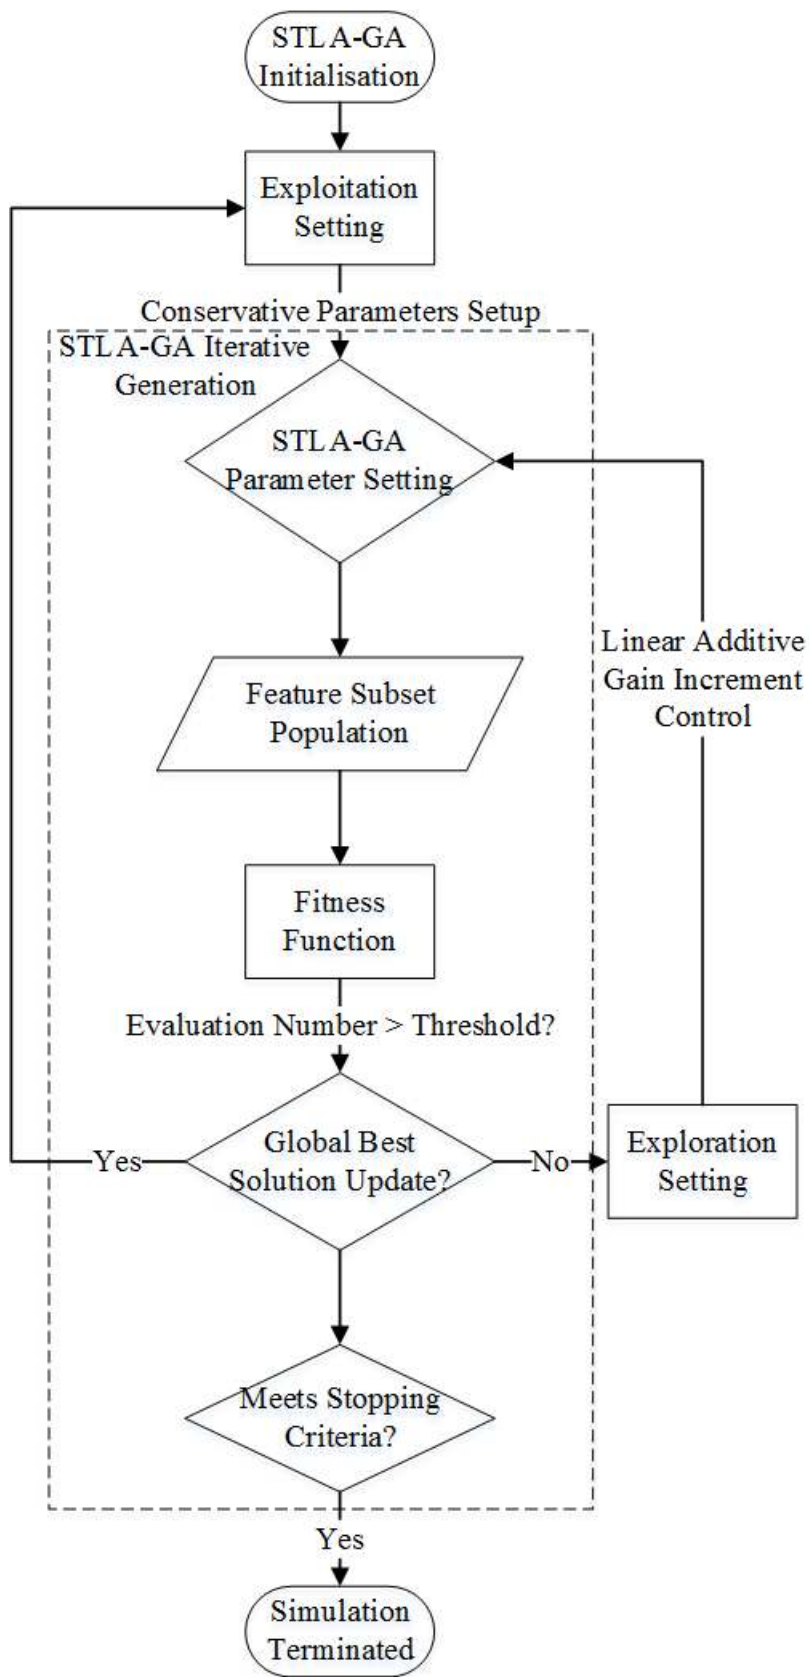 STLA-GA
Initialisation
Exploitation
Setting
Conservative Parameters Setup
STLA-GA Iterative
Generation
STLA-GA
Parameter Setting
Linear Additive
Gain Increment
Control
Feature Subset
Population
Fitness
Function
Evaluation Number > Threshold?
Global Best
Solution Update?
Yes
No
Exploration
Setting
Meets Stopping
Criteria?
Yes
Simulation
Terminated